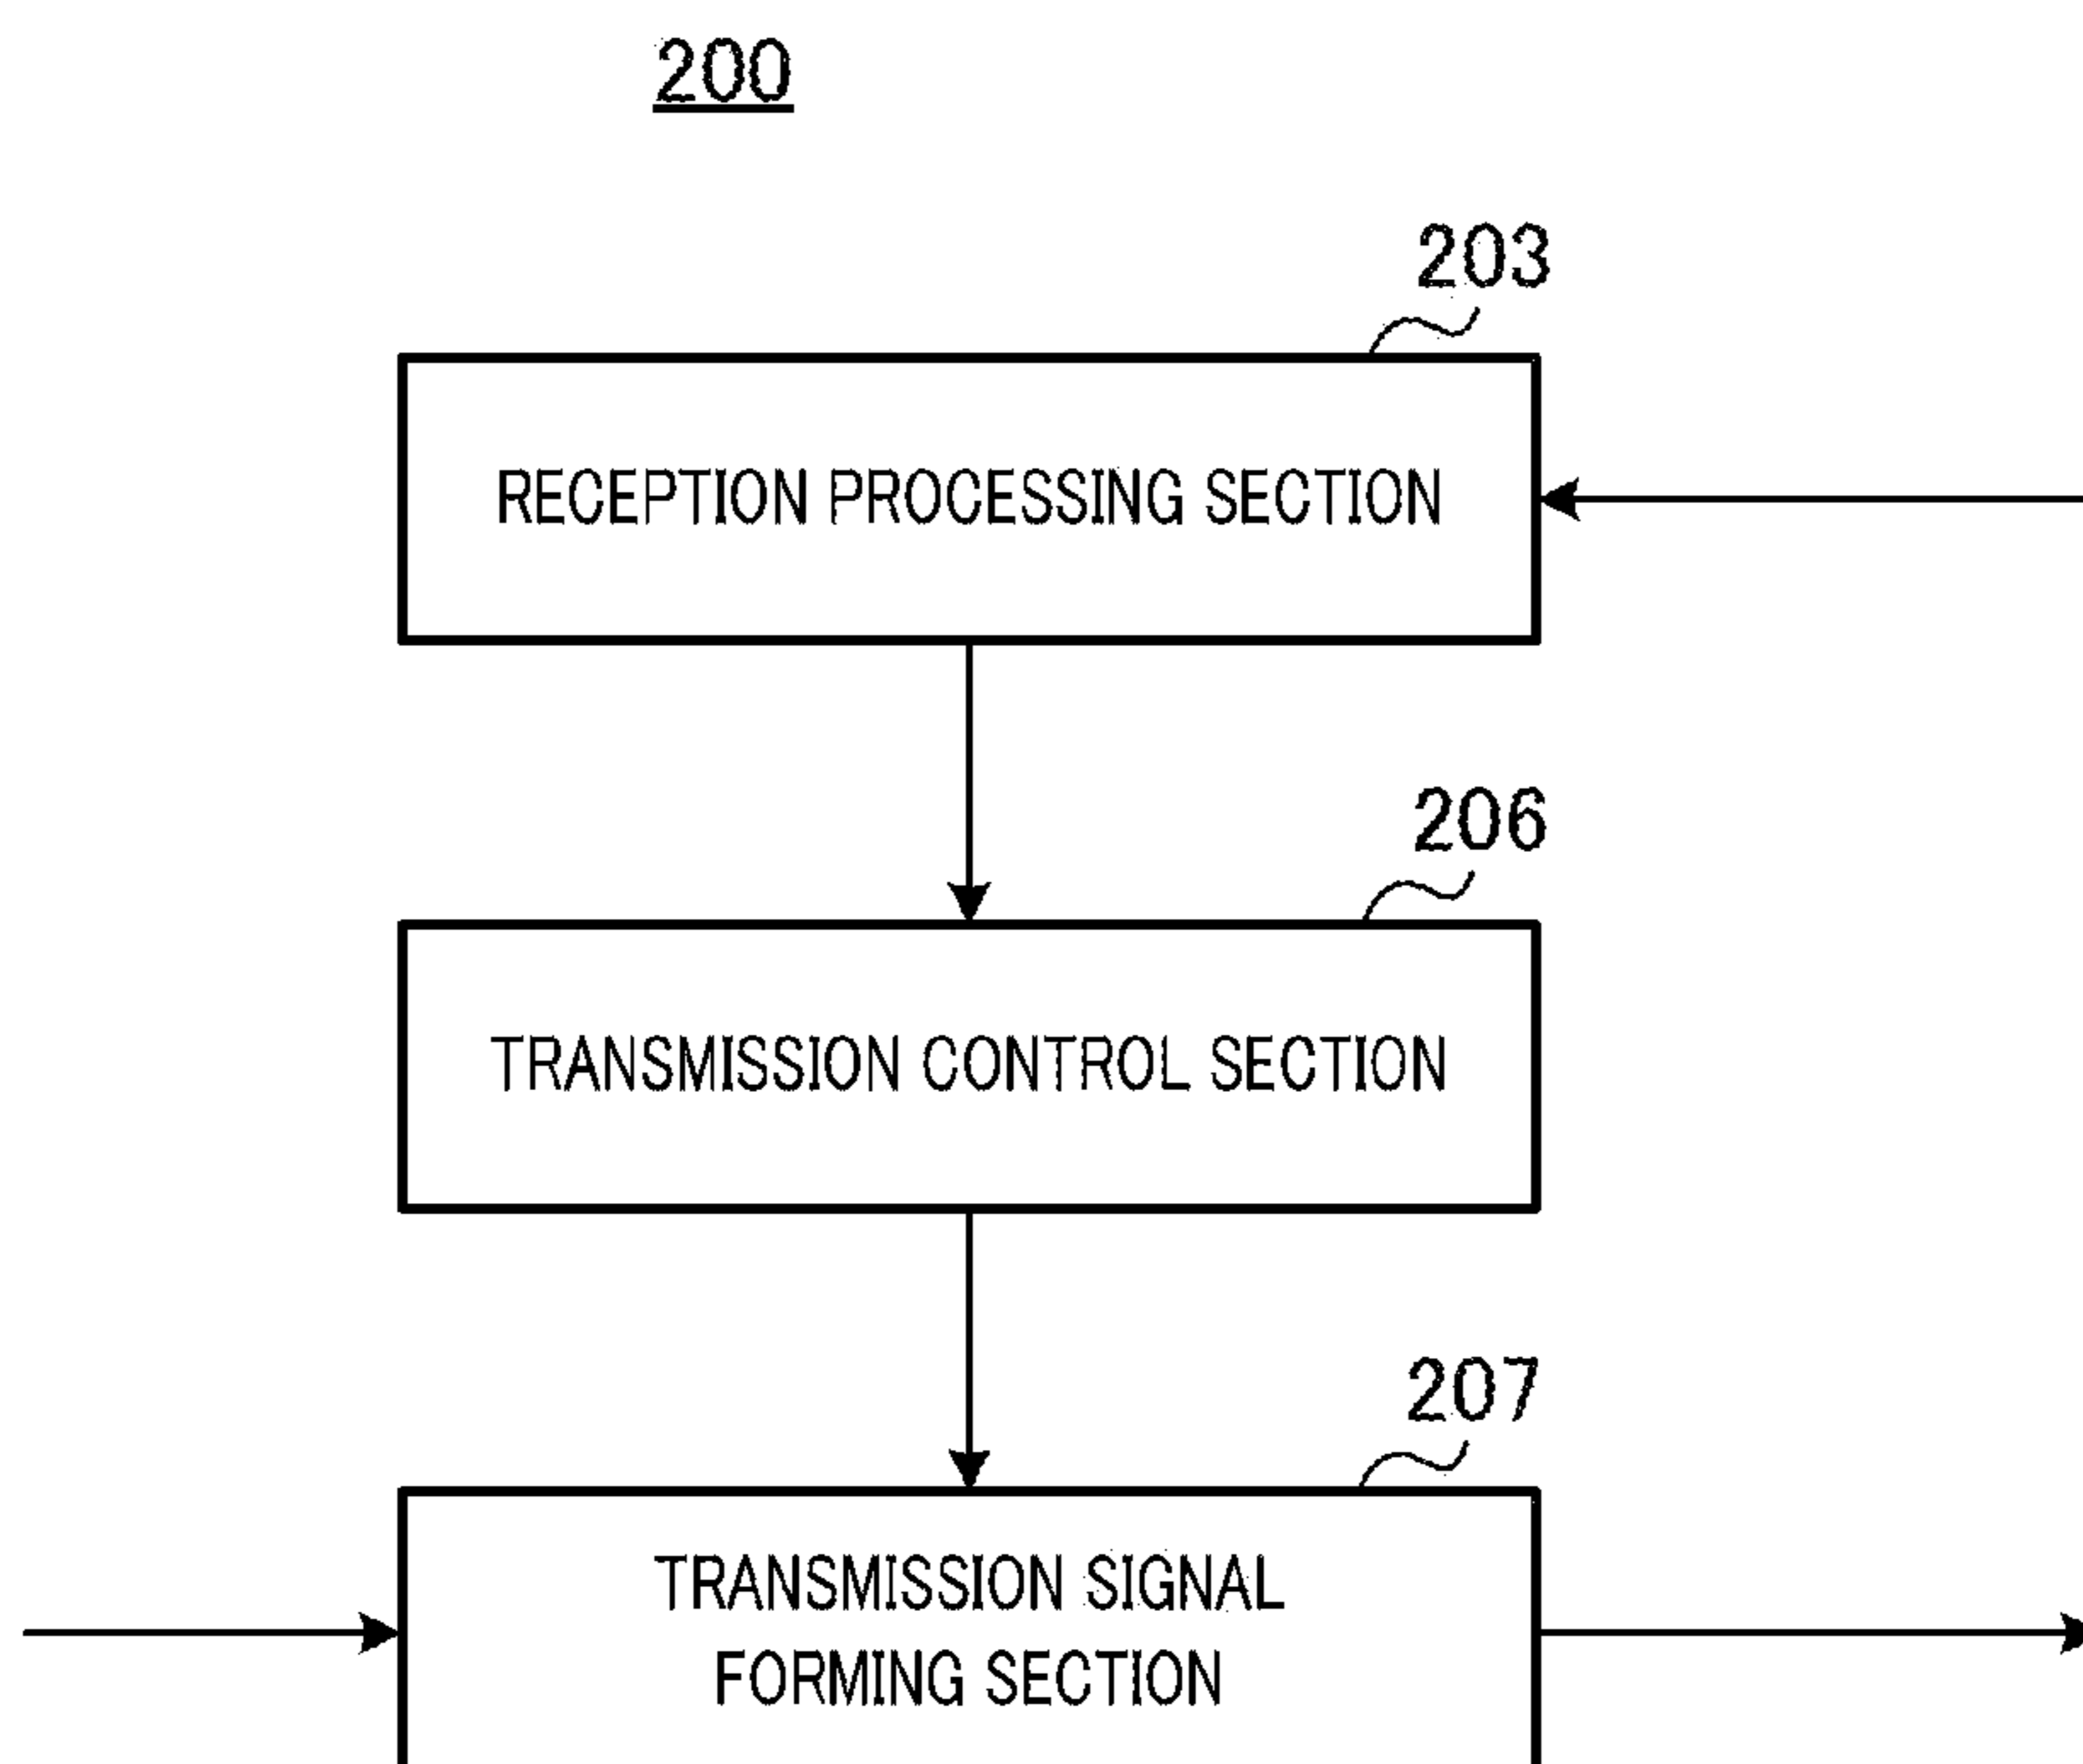 200
203
RECEPTION PROCESSING SECTION
206
TRANSMISSION CONTROL SECTION
207
TRANSMISSION SIGNAL
FORMING SECTION